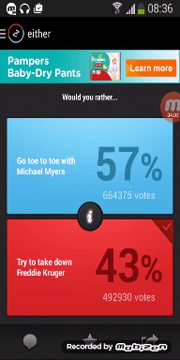 08:36
either
Pampers
Baby-Dry Pants
Learn more
Would you rather...
Go toe to toe with
Michael Myers
57%
664375 votes
Try to take down
Freddie Kruger
43%
492930 votes
Recorded by Mobizen